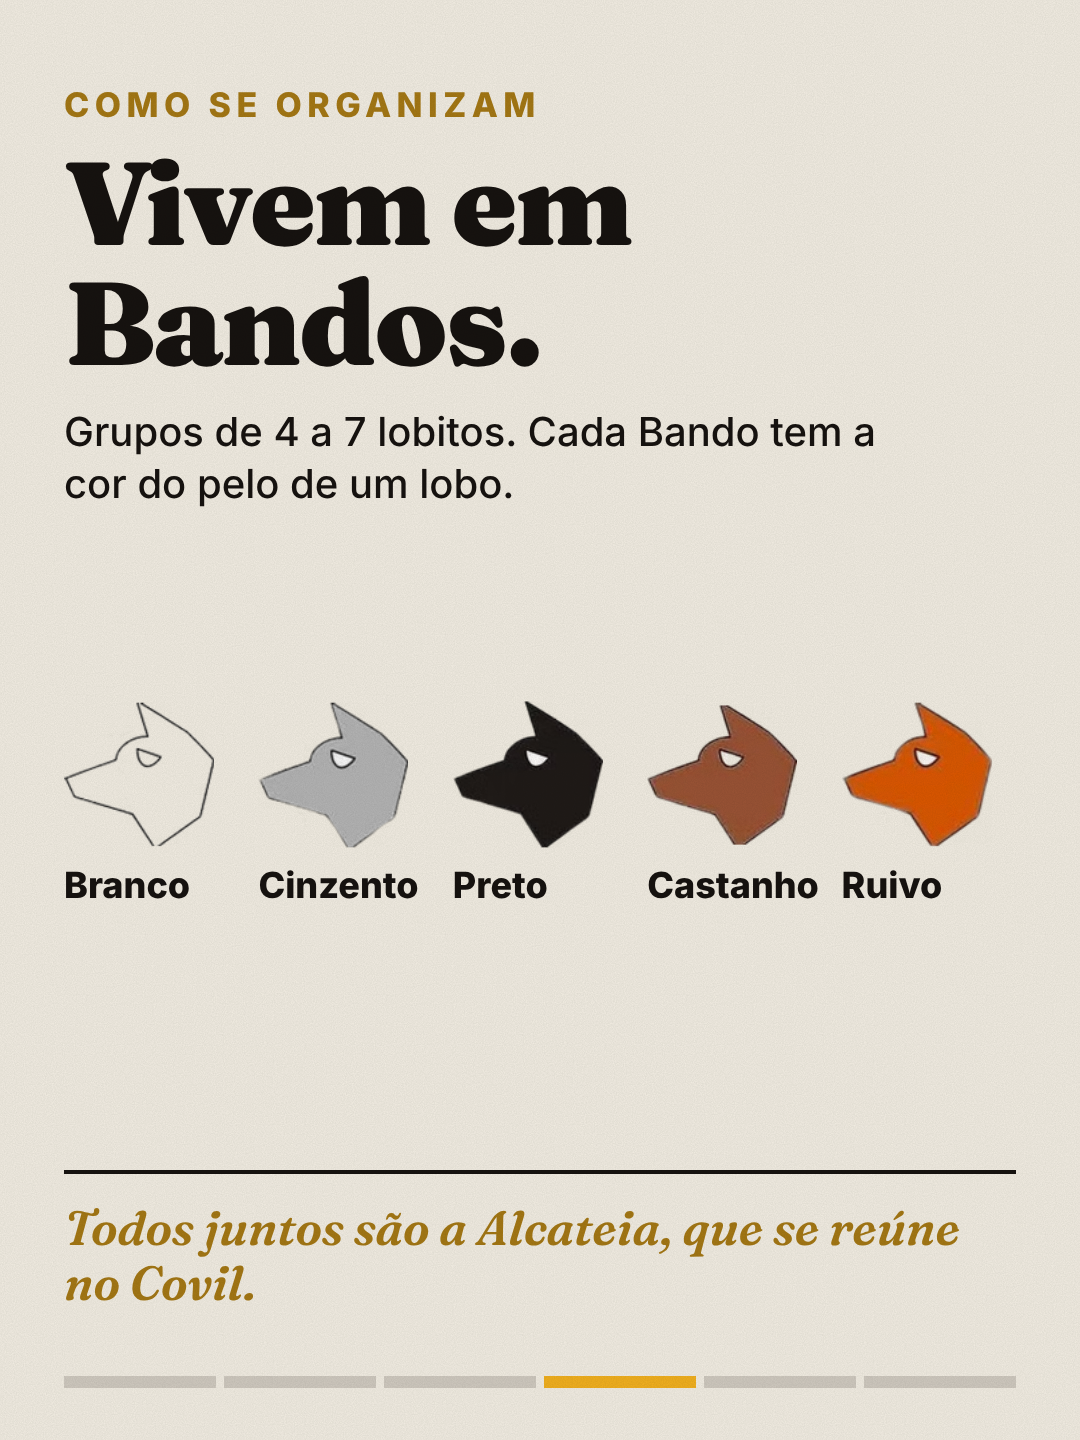 COMO SE ORGANIZAM
Vivem em
Bandos.
Grupos de 4 a 7 lobitos. Cada Bando tem a
cor do pelo de um lobo.
Branco Cinzento Preto Castanho Ruivo
Todos juntos são a Alcateia, que se reúne
no Covil.